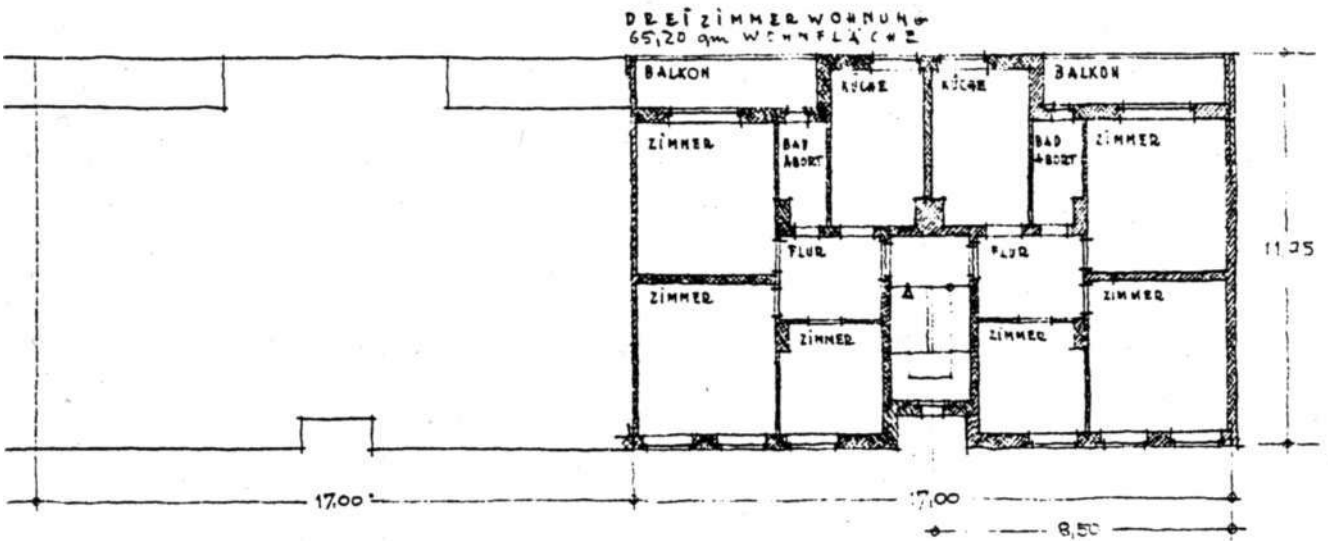 DREIZIMMERWOHNUNG
65,20 qm WOHNFLÄCHE
BALKON
KÜCHE
KÜCHE
BALKON
ZIMMER
BAD
ABORT
BAD
ABORT
ZIMMER
FLUR
FLUR
11,25
ZIMMER
ZIMMER
ZIMMER
ZIMMER
17,00
17,00
8,50